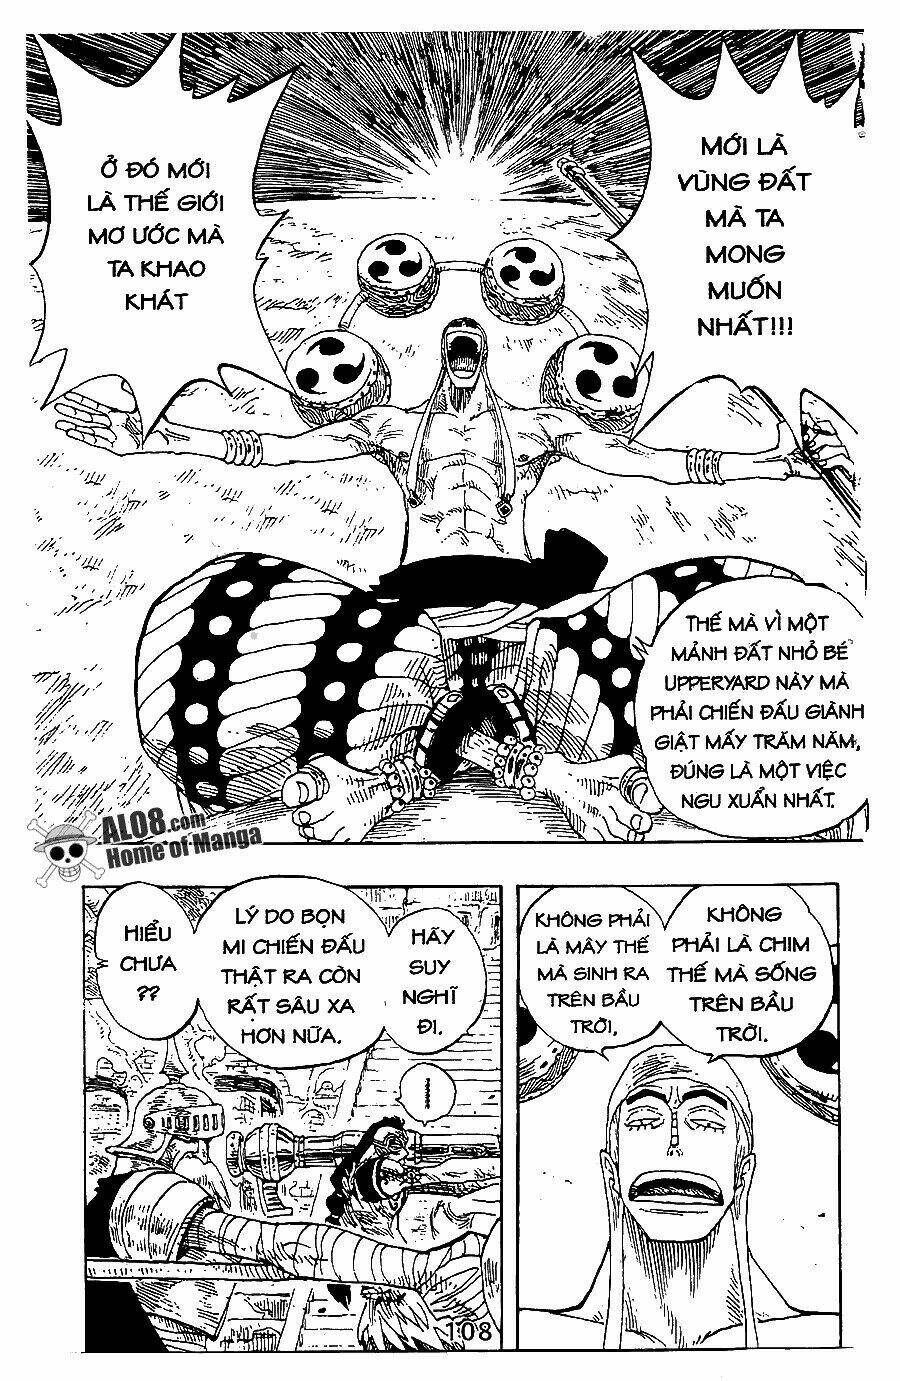 MỚI LÀ
VÙNG ĐẤT
MÀ TA
MONG
MUỐN
NHẤT!!!
Ở ĐÓ MỚI
LÀ THẾ GIỚI
MƠ ƯỚC MÀ
TA KHAO
KHÁT
THẾ MÀ VÌ MỘT
MẢNH ĐẤT NHỎ BÉ
UPPERYARD NÀY MÀ
PHẢI CHIẾN ĐẤU GIÀNH
GIẬT MẤY TRĂM NĂM,
ĐÚNG LÀ MỘT VIỆC
NGU XUẨN NHẤT.
AL08.com
Home of Manga
KHÔNG
PHẢI LÀ CHIM
THẾ MÀ SỐNG
TRÊN BẦU
TRỜI.
KHÔNG PHẢI
LÀ MÂY THẾ
MÀ SINH RA
TRÊN BẦU
TRỜI.
HÃY
SUY
NGHĨ
ĐI.
LÝ DO BỌN
MI CHIẾN ĐẤU
THẬT RA CÒN
RẤT SÂU XA
HƠN NỮA.
HIỂU
CHƯA
??
108